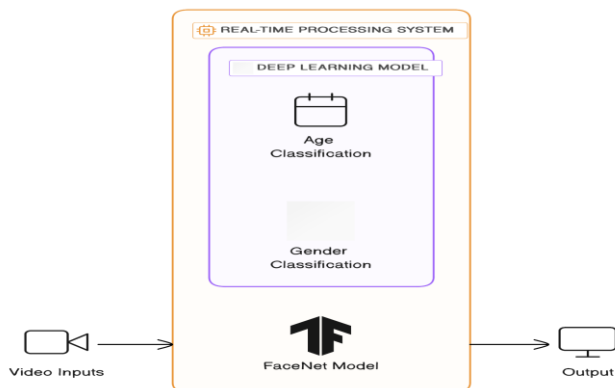 REAL-TIME PROCESSING SYSTEM
DEEP LEARNING MODEL
Age
Classification
Gender
Classification
FaceNet Model
Video Inputs
Output